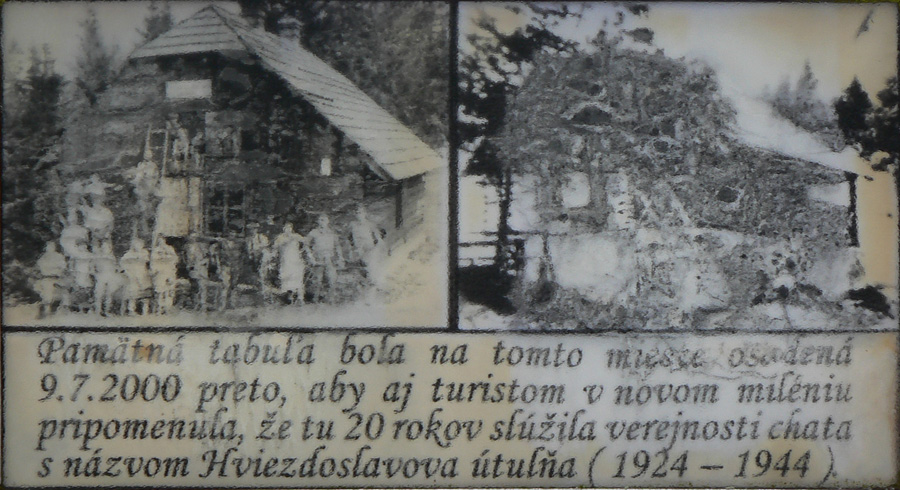 Pamätná tabuľa bola na tomto mieste osadená
9.7.2000 preto, aby aj turistom v novom miléniu
pripomenula, že tu 20 rokov slúžila verejnosti chata
s názvom Hviezdoslavova útulňa ( 1924 – 1944 ).